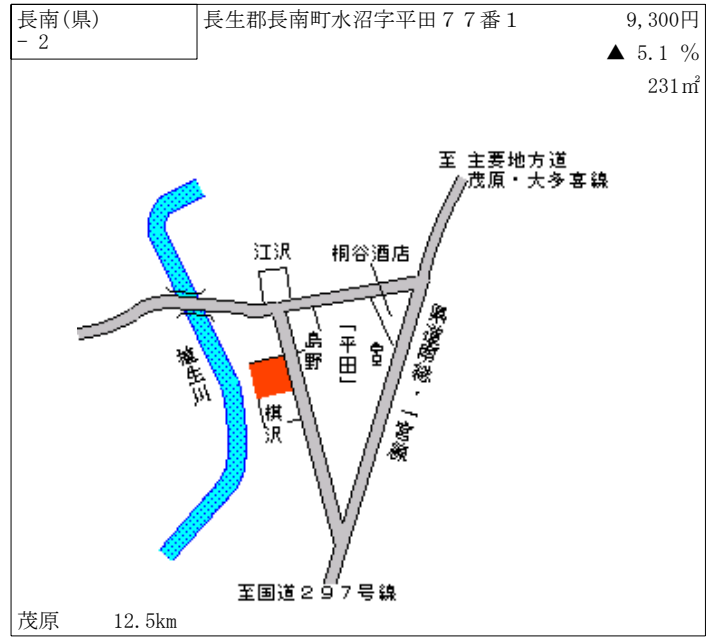 長南(県)
－ 2
長生郡長南町水沼字平田７７番１
9,300円
▲ 5.1 %
231㎡
至 主要地方道
茂原・大多喜線
江沢
桐谷酒店
島野
「平田」
宮
埴生川
棋沢
至国道２９７号線
茂原 12.5km